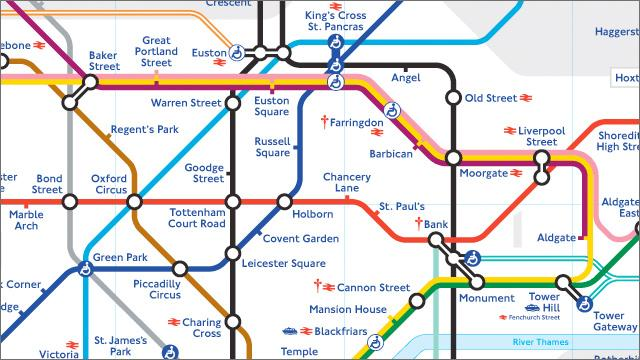 Crescent
King's Cross
St. Pancras
Haggerst
ebone
Great
Portland
Street
Euston
Baker
Street
Angel
Hoxt
Warren Street
Euston
Square
Old Street
Farringdon
Regent's Park
Liverpool
Street
Shoredi
High Stre
Russell
Square
Barbican
Moorgate
Goodge
Street
Chancery
Lane
ster
te
Bond
Street
Oxford
Circus
Marble
Arch
Tottenham
Court Road
Holborn
St. Paul's
Bank
Aldgate
East
Covent Garden
Aldgate
Green Park
Leicester Square
Corner
dge
Piccadilly
Circus
Cannon Street
Mansion House
Monument
Tower
Hill
Fenchurch Street
Tower
Gateway
Charing
Cross
Blackfriars
St. James's
Park
Victoria
Temple
River Thames
Rotherhi